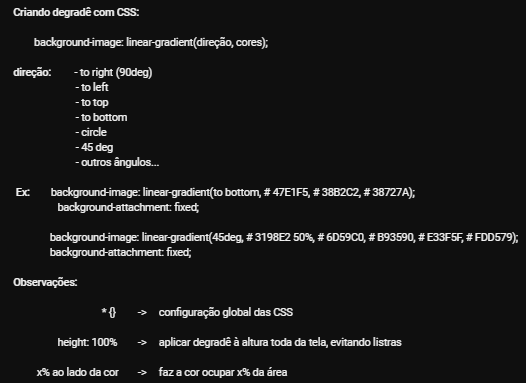 Criando degradê com CSS:
background-image: linear-gradient(direção, cores);
direção: - to right (90deg)
- to left
- to top
- to bottom
- circle
- 45 deg
- outros ângulos...
Ex: background-image: linear-gradient(to bottom, # 47E1F5, # 38B2C2, # 38727A);
background-attachment: fixed;
background-image: linear-gradient(45deg, # 3198E2 50%, # 6D59C0, # B93590, # E33F5F, # FDD579);
background-attachment: fixed;
Observações:
* {} -> configuração global das CSS
height: 100% -> aplicar degradê à altura toda da tela, evitando listras
x% ao lado da cor -> faz a cor ocupar x% da área